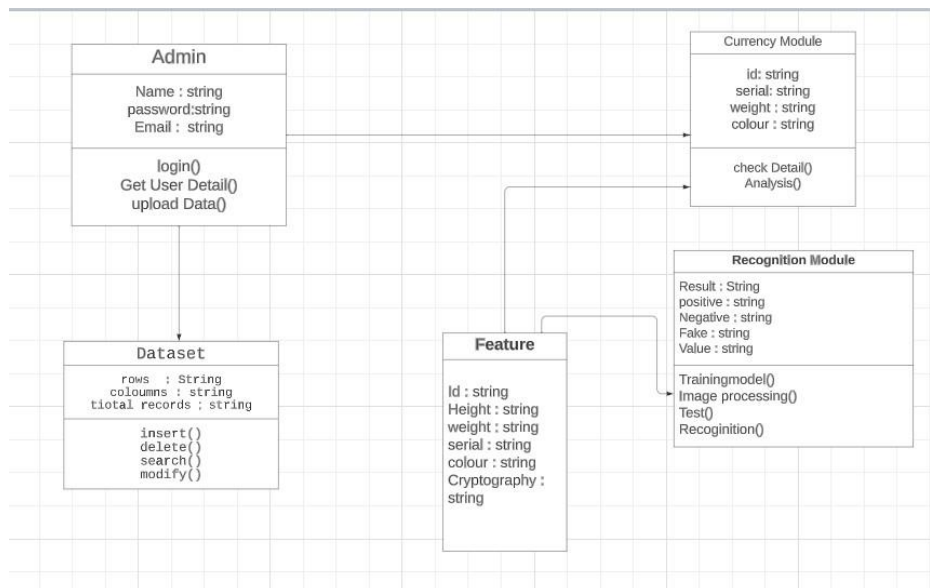 Admin
Name : string
password:string
Email : string
login()
Get User Detail()
upload Data()
Currency Module
id: string
serial: string
weight : string
colour : string
check Detail()
Analysis()
Recognition Module
Result : String
positive : string
Negative : string
Fake : string
Value : string
Trainingmodel()
Image processing()
Test()
Recoginition()
Dataset
rows : String
coloumns : string
tiotal records ; string
insert()
delete()
search()
modify()
Feature
Id : string
Height : string
weight : string
serial : string
colour : string
Cryptography :
string